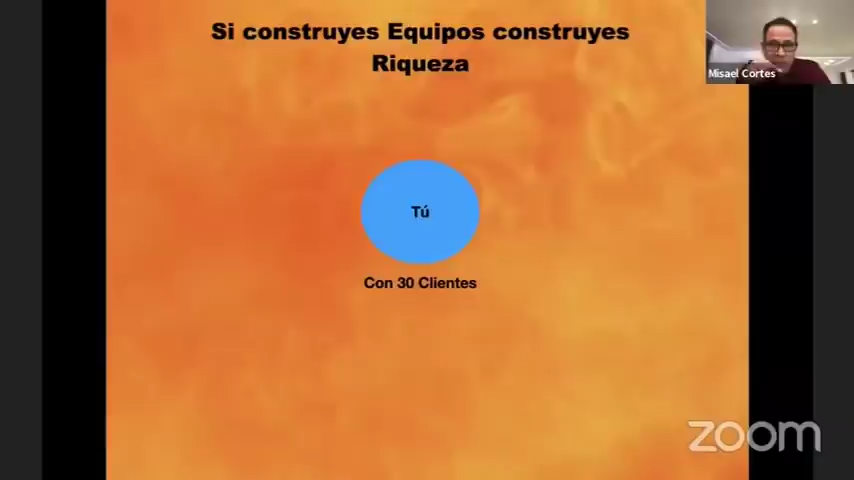 Si construyes Equipos construyes
Riqueza
Misael Cortes
Tú
Con 30 Clientes
zoom